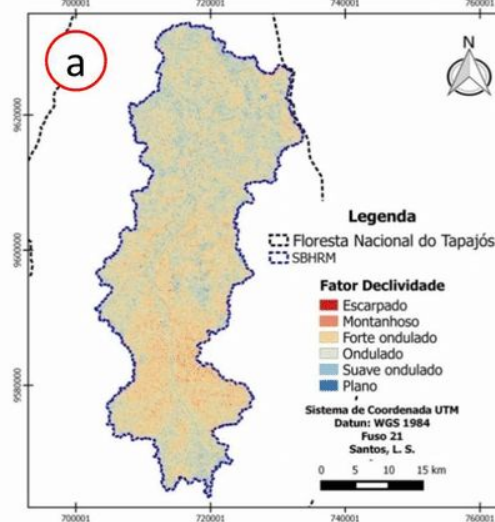 700001 720001 740001 760001
a
N
9620000
9600000
9580000
Legenda
Floresta Nacional do Tapajós
SBHRM
Fator Declividade
Escarpado
Montanhoso
Forte ondulado
Ondulado
Suave ondulado
Plano
Sistema de Coordenada UTM
Datun: WGS 1984
Fuso 21
Santos, L. S.
0 5 10 15 km
700001 720001 740001 760001